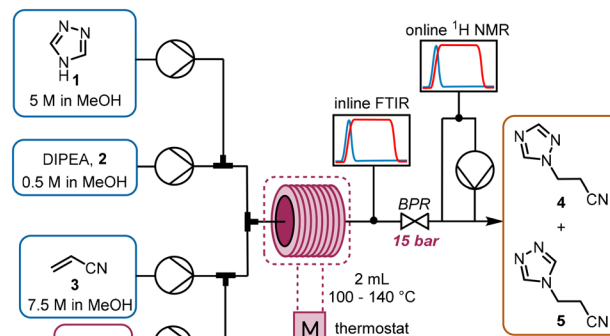 online ¹H NMR
inline FTIR
N
N
N
H
1
5 M in MeOH
DIPEA, 2
0.5 M in MeOH
CN
3
7.5 M in MeOH
BPR
15 bar
2 mL
100 - 140 °C
M
thermostat
N
N
N
CN
4
+
N
N
N
CN
5